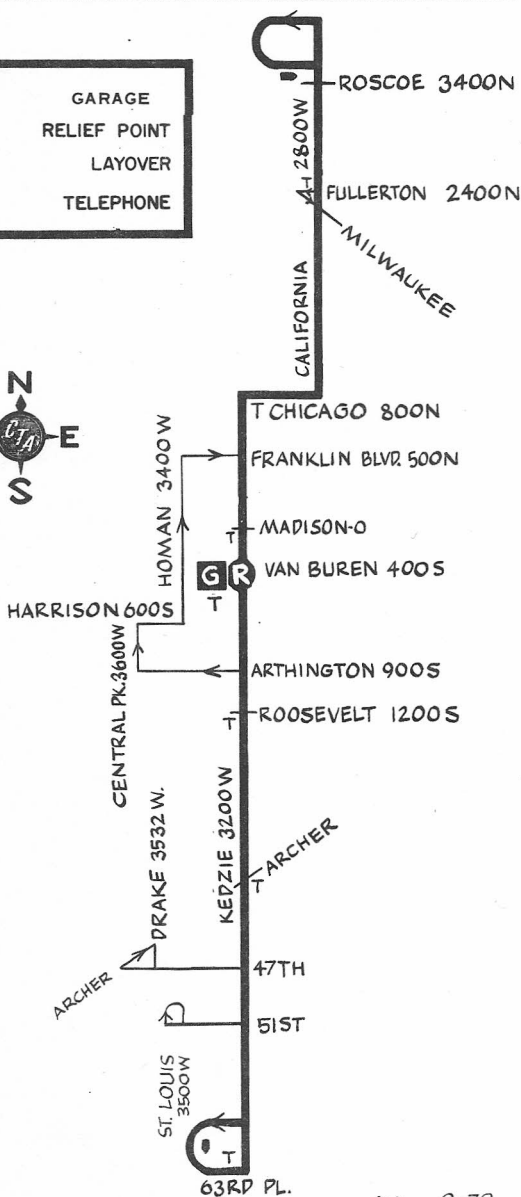 GARAGE
RELIEF POINT
LAYOVER
TELEPHONE
ROSCOE 3400N
2800W
T
FULLERTON 2400N
MILWAUKEE
CALIFORNIA
N
CTA
E
S
T CHICAGO 800N
HOMAN 3400W
FRANKLIN BLVD. 500N
T
MADISON-0
G
R
VAN BUREN 400S
T
HARRISON 600S
CENTRAL PK. 3600W
ARTHINGTON 900S
T
ROOSEVELT 1200S
KEDZIE 3200W
DRAKE 3532W.
ARCHER
T
ARCHER
47TH
51ST
ST. LOUIS
3500W
T
63RD PL.